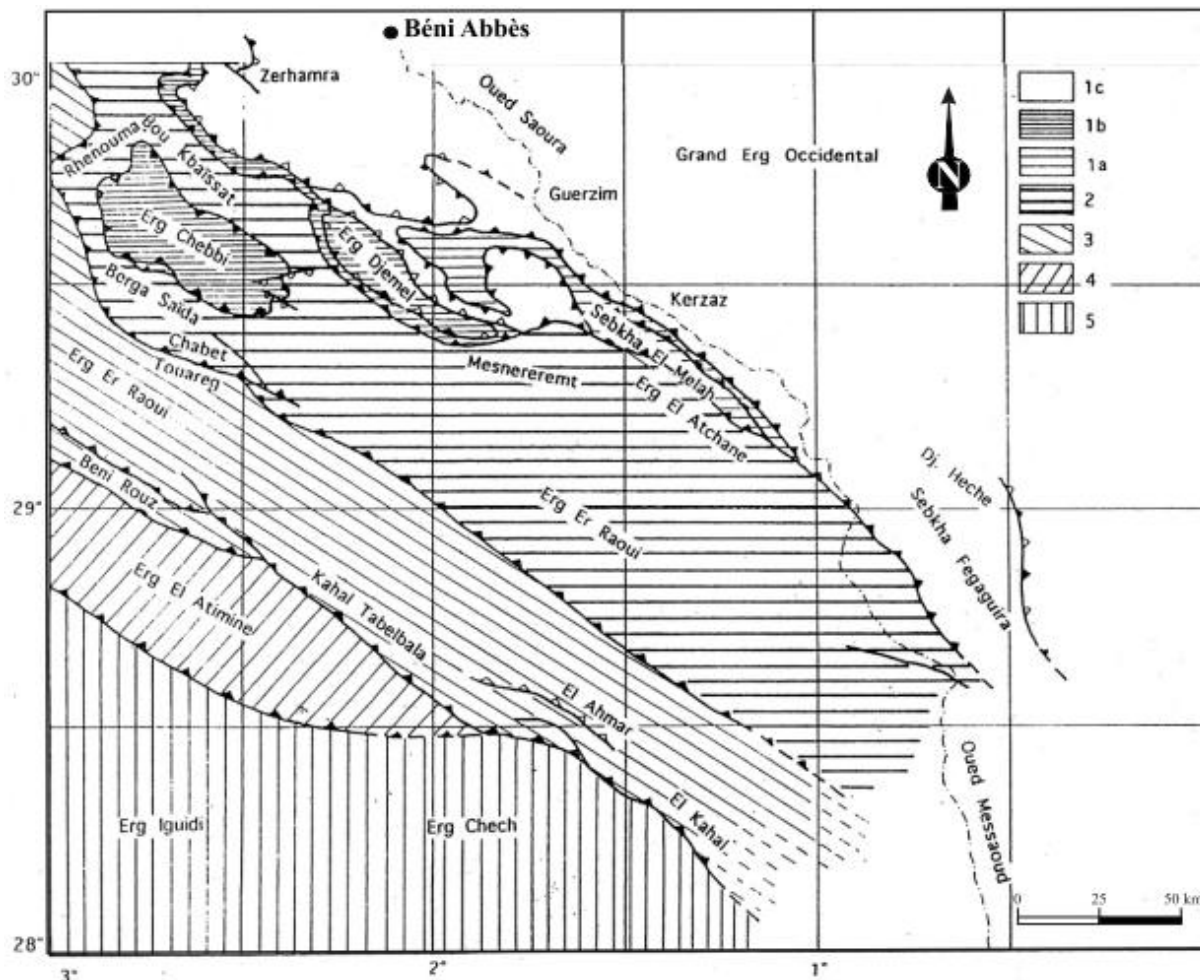 Béni Abbès
30°
Zerhamra
Oued Saoura
1c
1b
1a
2
3
4
5
N
Grand Erg Occidental
Rhenouma
Bou Kbaïssat
Guerzim
Erg Chebbi
Erg Djemel
Berga Saïda
Kerzaz
Sebkha El Melah
Chabet
Touareg
Mesnereremt
Erg El Atchane
Erg Er Raoui
Beni Rouz
Dj. Heche
Sebkha Fegaguira
29°
Erg Er Raoui
Erg El Atimine
Kahal Tabelbala
El Ahmar
Oued Messaoud
Erg Iguidi
Erg Chech
El Kahal
0 25 50 km
28°
3° 2° 1°